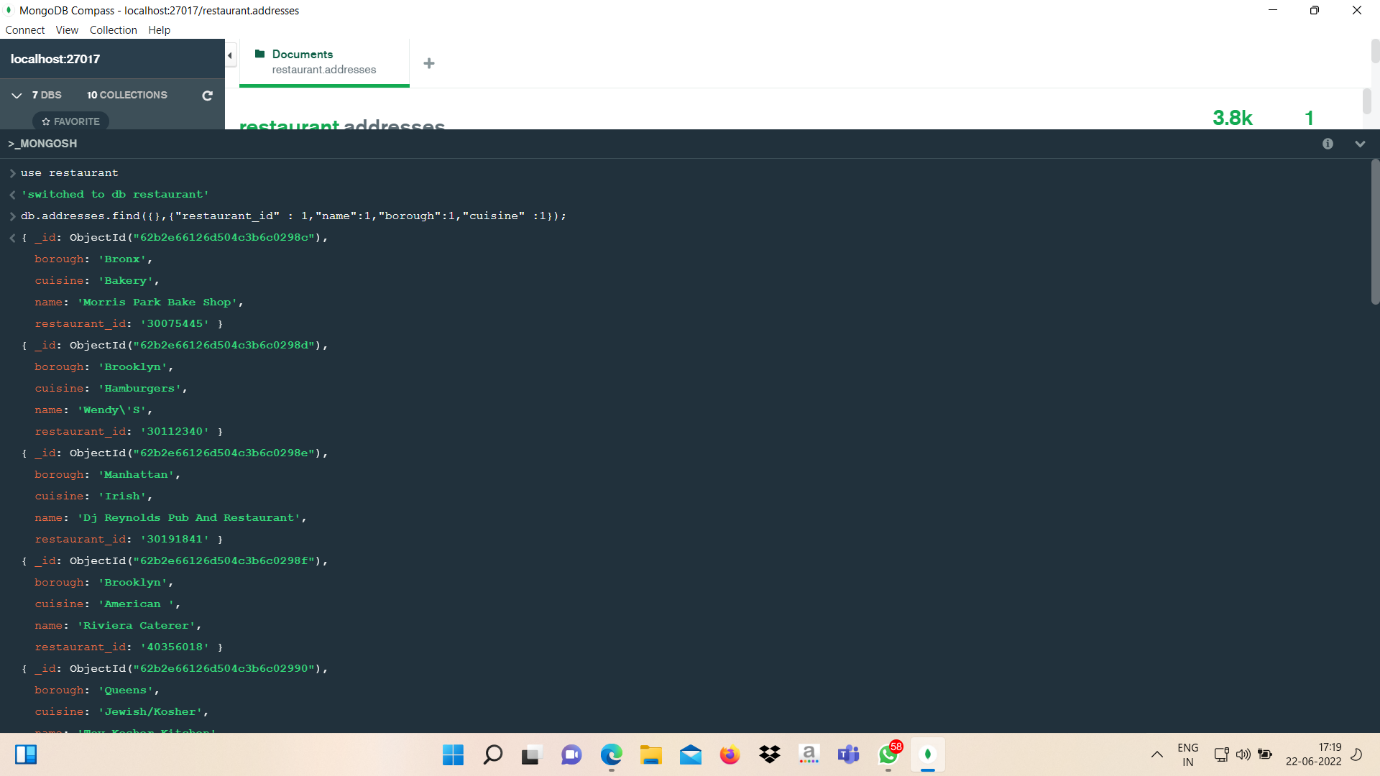 MongoDB Compass - localhost:27017/restaurant.addresses
Connect View Collection Help
localhost:27017
Documents
restaurant.addresses
7 DBS 10 COLLECTIONS
FAVORITE
restaurant.addresses
3.8k 1
>_MONGOSH
use restaurant
'switched to db restaurant'
db.addresses.find({},{"restaurant_id" : 1,"name":1,"borough":1,"cuisine" :1});
{ _id: ObjectId("62b2e66126d504c3b6c0298c"),
borough: 'Bronx',
cuisine: 'Bakery',
name: 'Morris Park Bake Shop',
restaurant_id: '30075445' }
{ _id: ObjectId("62b2e66126d504c3b6c0298d"),
borough: 'Brooklyn',
cuisine: 'Hamburgers',
name: 'Wendy\'S',
restaurant_id: '30112340' }
{ _id: ObjectId("62b2e66126d504c3b6c0298e"),
borough: 'Manhattan',
cuisine: 'Irish',
name: 'Dj Reynolds Pub And Restaurant',
restaurant_id: '30191841' }
{ _id: ObjectId("62b2e66126d504c3b6c0298f"),
borough: 'Brooklyn',
cuisine: 'American ',
name: 'Riviera Caterer',
restaurant_id: '40356018' }
{ _id: ObjectId("62b2e66126d504c3b6c02990"),
borough: 'Queens',
cuisine: 'Jewish/Kosher',
name: Kosher Kitchen'
58
ENG
IN
17:19
22-06-2022